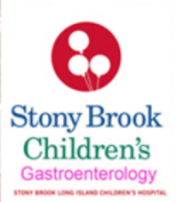 Stony Brook
Children's
Gastroenterology
STONY BROOK LONG ISLAND CHILDREN'S HOSPITAL